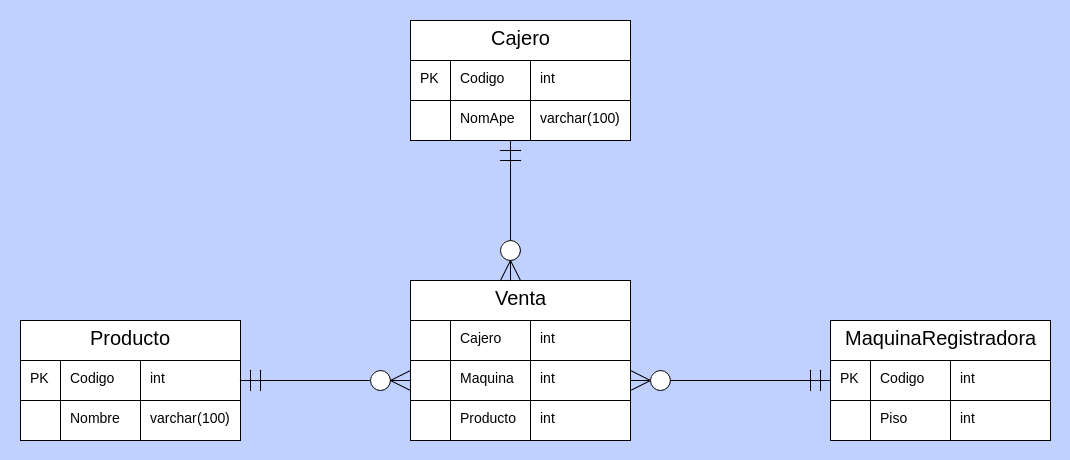 Cajero
PK Codigo int
NomApe varchar(100)
Venta
Cajero int
Maquina int
Producto int
Producto
PK Codigo int
Nombre varchar(100)
MaquinaRegistradora
PK Codigo int
Piso int